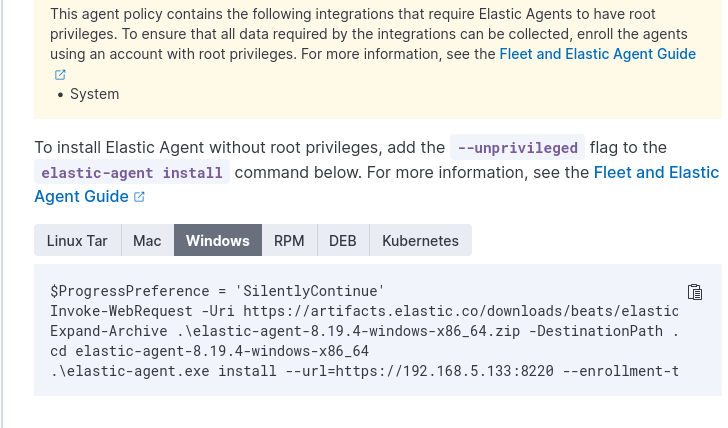 This agent policy contains the following integrations that require Elastic Agents to have root
privileges. To ensure that all data required by the integrations can be collected, enroll the agents
using an account with root privileges. For more information, see the Fleet and Elastic Agent Guide
• System
To install Elastic Agent without root privileges, add the --unprivileged flag to the
elastic-agent install command below. For more information, see the Fleet and Elastic
Agent Guide
Linux Tar Mac Windows RPM DEB Kubernetes
$ProgressPreference = 'SilentlyContinue'
Invoke-WebRequest -Uri https://artifacts.elastic.co/downloads/beats/elastic
Expand-Archive .\elastic-agent-8.19.4-windows-x86_64.zip -DestinationPath .
cd elastic-agent-8.19.4-windows-x86_64
.\elastic-agent.exe install --url=https://192.168.5.133:8220 --enrollment-t